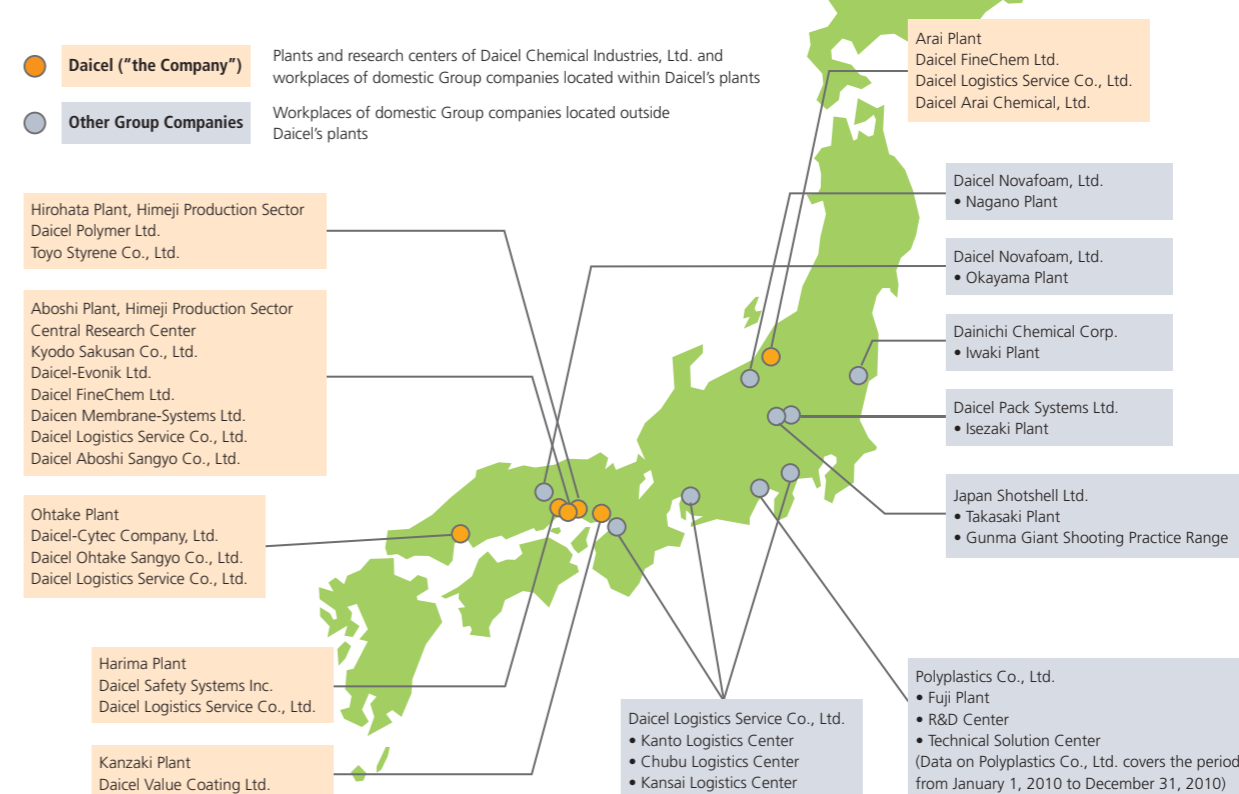 Daicel ("the Company")
Plants and research centers of Daicel Chemical Industries, Ltd. and
workplaces of domestic Group companies located within Daicel's plants
Other Group Companies
Workplaces of domestic Group companies located outside
Daicel's plants
Arai Plant
Daicel FineChem Ltd.
Daicel Logistics Service Co., Ltd.
Daicel Arai Chemical, Ltd.
Daicel Novafoam, Ltd.
• Nagano Plant
Daicel Novafoam, Ltd.
• Okayama Plant
Dainichi Chemical Corp.
• Iwaki Plant
Daicel Pack Systems Ltd.
• Isezaki Plant
Japan Shotshell Ltd.
• Takasaki Plant
• Gunma Giant Shooting Practice Range
Hirohata Plant, Himeji Production Sector
Daicel Polymer Ltd.
Toyo Styrene Co., Ltd.
Aboshi Plant, Himeji Production Sector
Central Research Center
Kyodo Sakusan Co., Ltd.
Daicel-Evonik Ltd.
Daicel FineChem Ltd.
Daicen Membrane-Systems Ltd.
Daicel Logistics Service Co., Ltd.
Daicel Aboshi Sangyo Co., Ltd.
Ohtake Plant
Daicel-Cytec Company, Ltd.
Daicel Ohtake Sangyo Co., Ltd.
Daicel Logistics Service Co., Ltd.
Harima Plant
Daicel Safety Systems Inc.
Daicel Logistics Service Co., Ltd.
Kanzaki Plant
Daicel Value Coating Ltd.
Daicel Logistics Service Co., Ltd.
• Kanto Logistics Center
• Chubu Logistics Center
• Kansai Logistics Center
Polyplastics Co., Ltd.
• Fuji Plant
• R&D Center
• Technical Solution Center
(Data on Polyplastics Co., Ltd. covers the period
from January 1, 2010 to December 31, 2010)